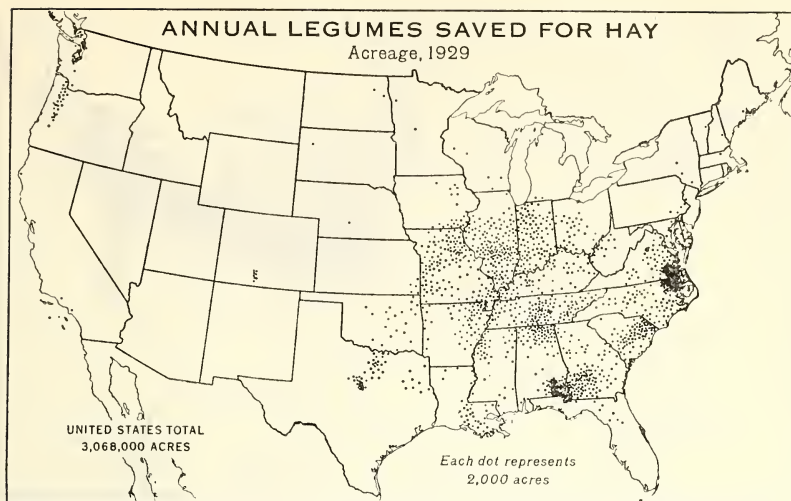 ANNUAL LEGUMES SAVED FOR HAY
Acreage, 1929
UNITED STATES TOTAL
3,068,000 ACRES
Each dot represents
2,000 acres